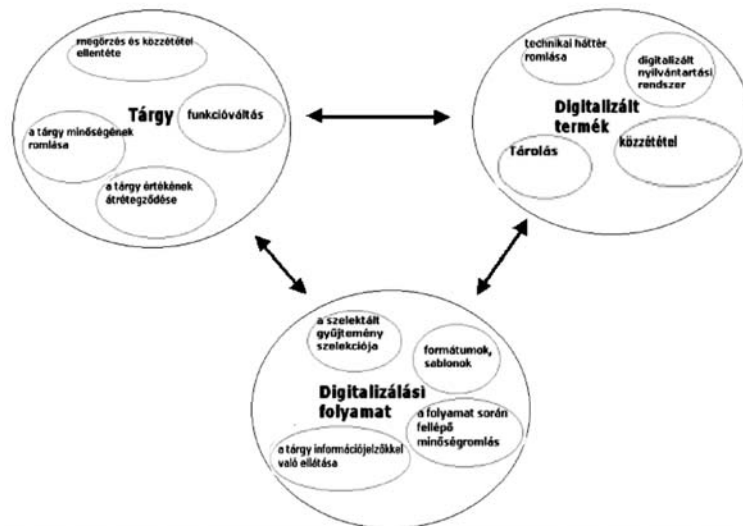 megőrzés és közzététel
ellentéte
Tárgy
funkcióváltás
a tárgy minőségének
romlása
a tárgy értékének
átrétegződése
technikai háttér
romlása
digitalizált
nyilvántartási
rendszer
Digitalizált
termék
közzététel
Tárolás
a szelektált
gyűjtemény
szelekciója
formátumok,
sablonok
Digitalizálási
folyamat
a folyamat során
fellépő
minőségromlás
a tárgy információjelzőkkel
való ellátása